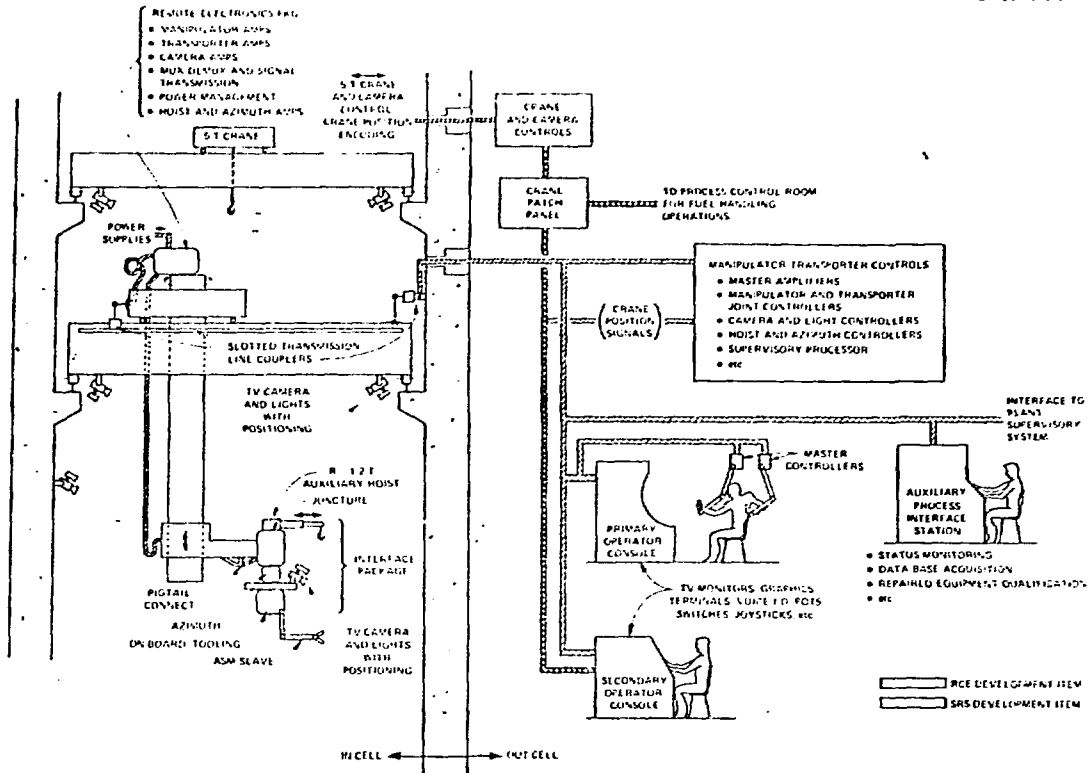 REMOTE ELECTRONICS PKG
• MANIPULATOR AMPS
• TRANSPORTER AMPS
• CAMERA AMPS
• MUX DEMUX AND SIGNAL
TRANSMISSION
• POWER MANAGEMENT
• HOIST AND AZIMUTH AMPS
5 T CRANE
5 T CRANE
AND CAMERA
CONTROL
CRANE POSITION
ENCODING
CRANE
AND CAMERA
CONTROLS
CRANE
PATCH
PANEL
TO PROCESS CONTROL ROOM
FOR FUEL HANDLING
OPERATIONS
POWER
SUPPLIES
SLOTTED TRANSMISSION
LINE COUPLERS
TV CAMERA
AND LIGHTS
WITH
POSITIONING
MANIPULATOR TRANSPORTER CONTROLS
• MASTER AMPLIFIERS
• MANIPULATOR AND TRANSPORTER
JOINT CONTROLLERS
• CAMERA AND LIGHT CONTROLLERS
• HOIST AND AZIMUTH CONTROLLERS
• SUPERVISORY PROCESSOR
• etc
(CRANE
POSITION
SIGNALS)
INTERFACE TO
PLANT
SUPERVISORY
SYSTEM
MASTER
CONTROLLERS
AUXILIARY HOIST
JUNCTURE
INTERFACE
PACKAGE
PIGTAIL
CONNECT
AZIMUTH
ON BOARD TOOLING
ASM SLAVE
TV CAMERA
AND LIGHTS
WITH
POSITIONING
PRIMARY
OPERATOR
CONSOLE
AUXILIARY
PROCESS
INTERFACE
STATION
• STATUS MONITORING
• DATA BASE ACQUISITION
• REPAIRED EQUIPMENT QUALIFICATION
• etc
TV MONITORS GRAPHICS
TERMINALS POTS
SWITCHES JOYSTICKS, etc
SECONDARY
OPERATOR
CONSOLE
RCE DEVELOPMENT ITEM
SRS DEVELOPMENT ITEM
IN CELL
OUT CELL